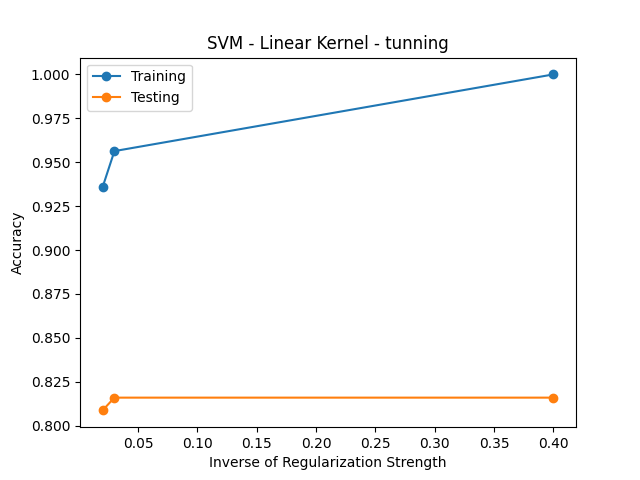 SVM - Linear Kernel - tunning
Training
Testing
1.000
0.975
0.950
0.925
0.900
0.875
0.850
0.825
0.800
Accuracy
0.05 0.10 0.15 0.20 0.25 0.30 0.35 0.40
Inverse of Regularization Strength